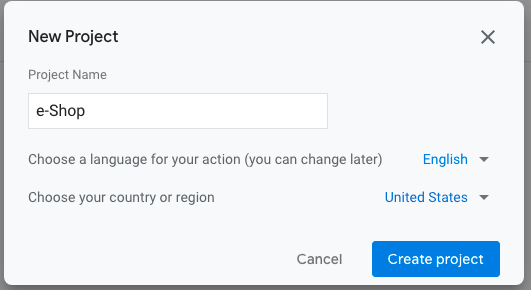 New Project
Project Name
e-Shop
Choose a language for your action (you can change later) English
Choose your country or region United States
Cancel Create project